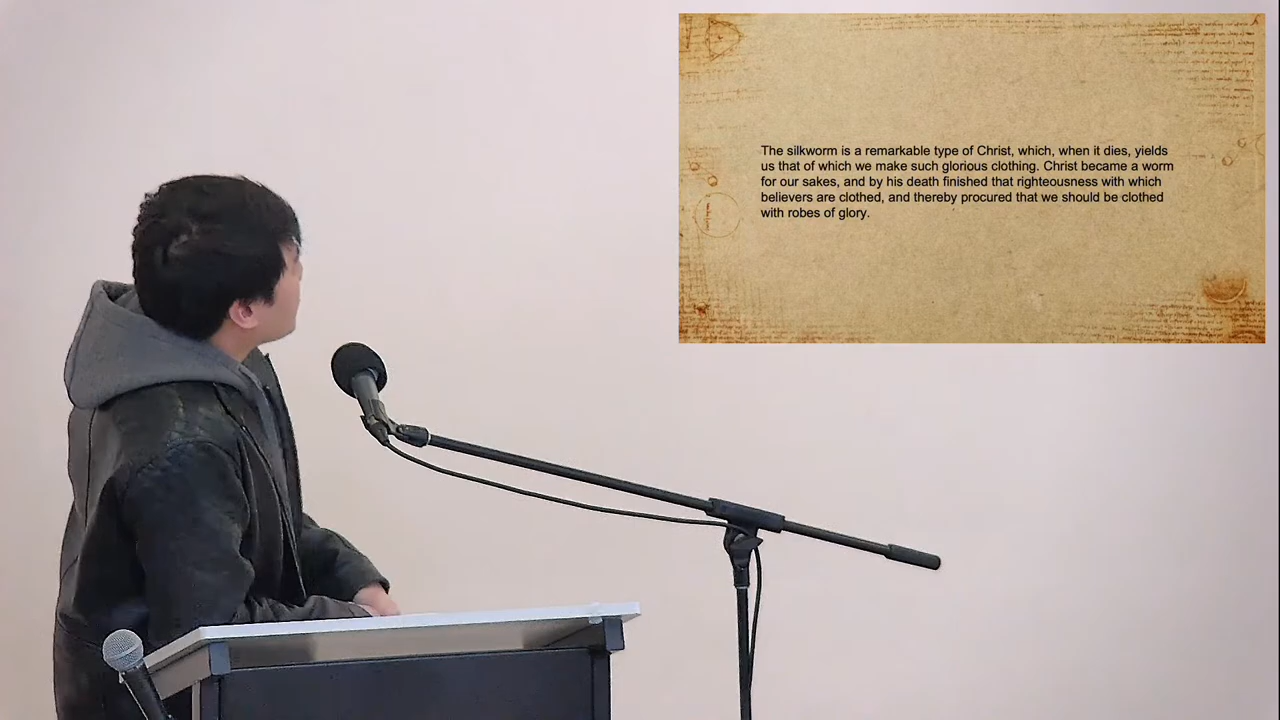 The silkworm is a remarkable type of Christ, which, when it dies, yields
us that of which we make such glorious clothing. Christ became a worm
for our sakes, and by his death finished that righteousness with which
believers are clothed, and thereby procured that we should be clothed
with robes of glory.